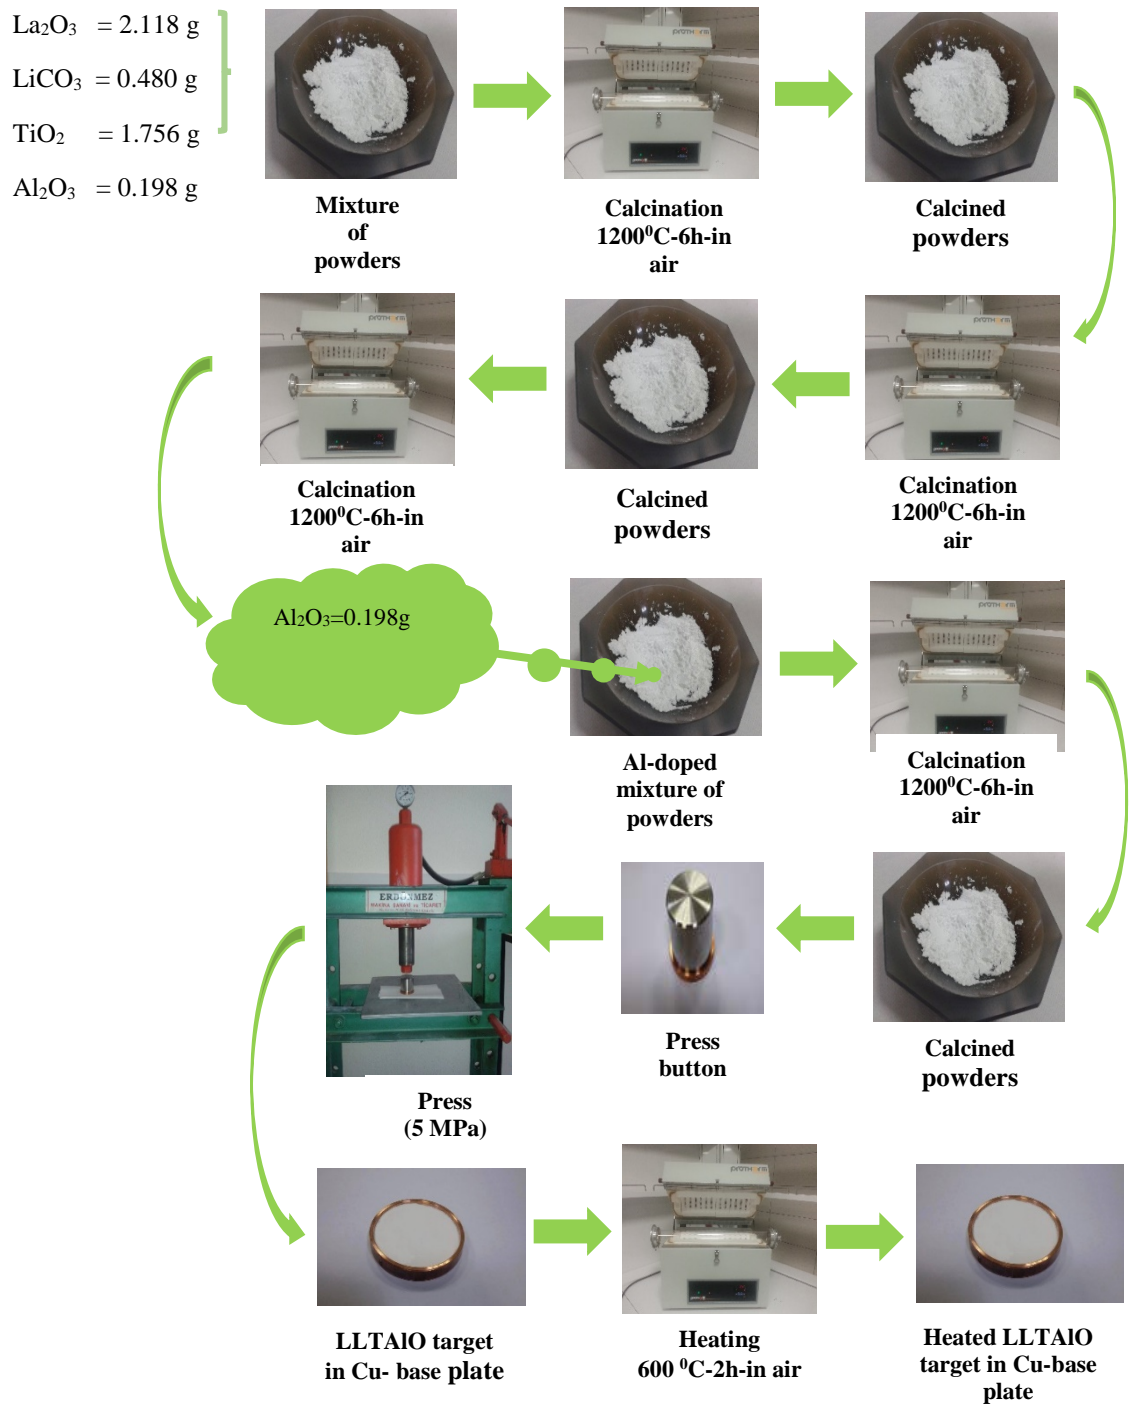 La₂O₃ = 2.118 g
LiCO₃ = 0.480 g
TiO₂ = 1.756 g
Al₂O₃ = 0.198 g
Mixture
of
powders
Calcination
1200⁰C-6h-in
air
Calcined
powders
Calcination
1200⁰C-6h-in
air
Calcined
powders
Calcination
1200⁰C-6h-in
air
Al₂O₃=0.198g
Al-doped
mixture of
powders
Calcination
1200⁰C-6h-in
air
ERDÖNMEZ
Press
(5 MPa)
Press
button
Calcined
powders
LLTAlO target
in Cu- base plate
Heating
600 ⁰C-2h-in air
Heated LLTAlO
target in Cu-base
plate